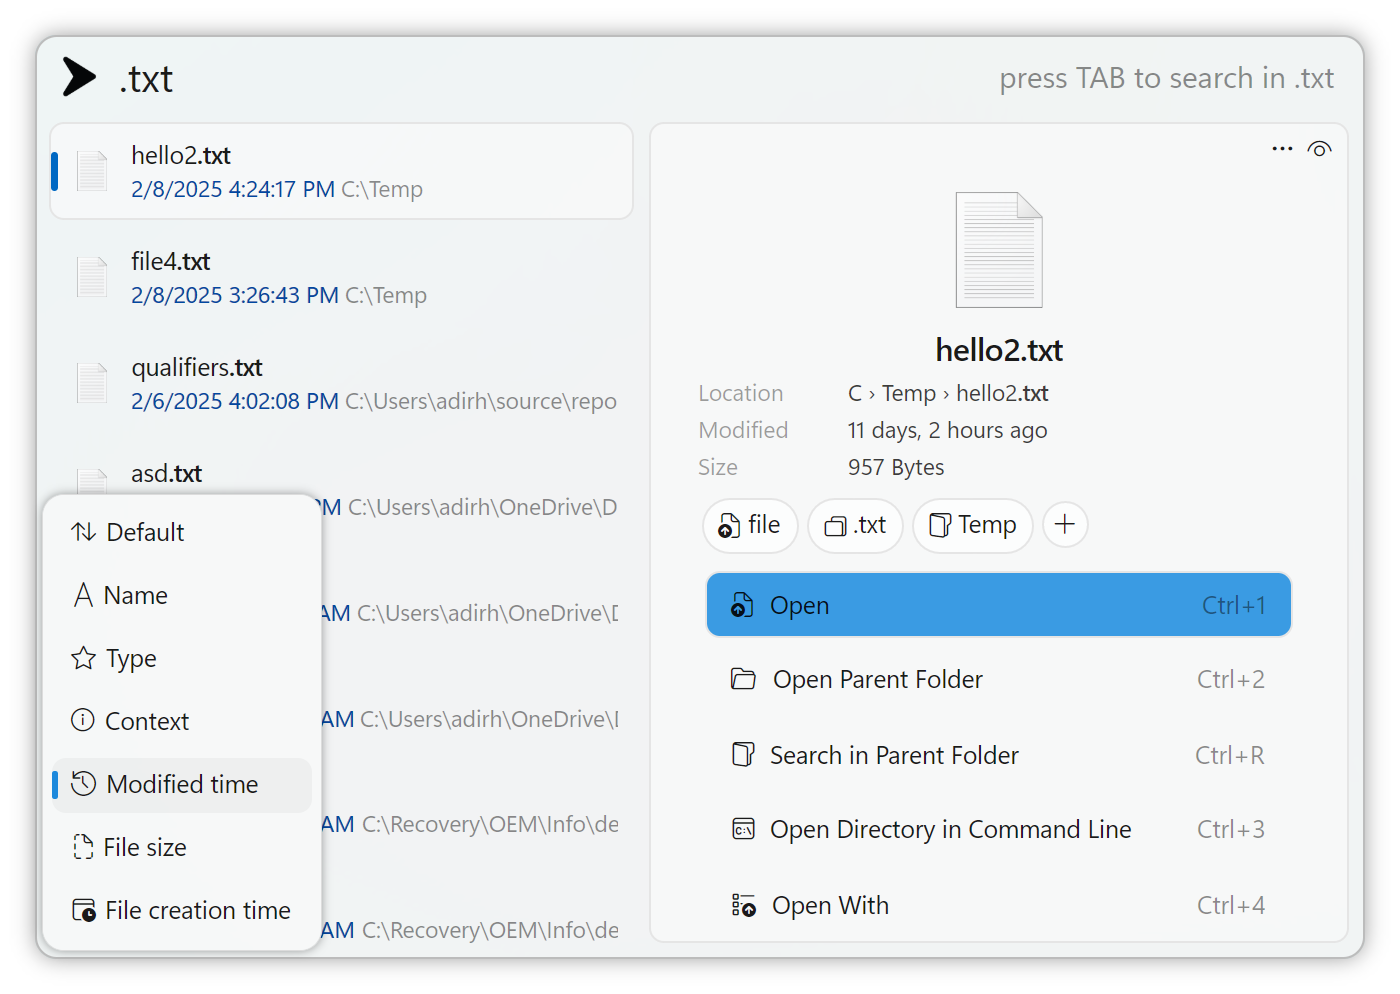 .txt
press TAB to search in .txt
hello2.txt
2/8/2025 4:24:17 PM C:\Temp
file4.txt
2/8/2025 3:26:43 PM C:\Temp
qualifiers.txt
2/6/2025 4:02:08 PM C:\Users\adirh\source\repo
asd.txt
PM C:\Users\adirh\OneDrive\D
AM C:\Users\adirh\OneDrive\
AM C:\Users\adirh\OneDrive\
AM C:\Recovery\OEM\Info\de
AM C:\Recovery\OEM\Info\de
Default
Name
Type
Context
Modified time
File size
File creation time
hello2.txt
Location C › Temp › hello2.txt
Modified 11 days, 2 hours ago
Size 957 Bytes
file .txt Temp +
Open Ctrl+1
Open Parent Folder Ctrl+2
Search in Parent Folder Ctrl+R
Open Directory in Command Line Ctrl+3
Open With Ctrl+4